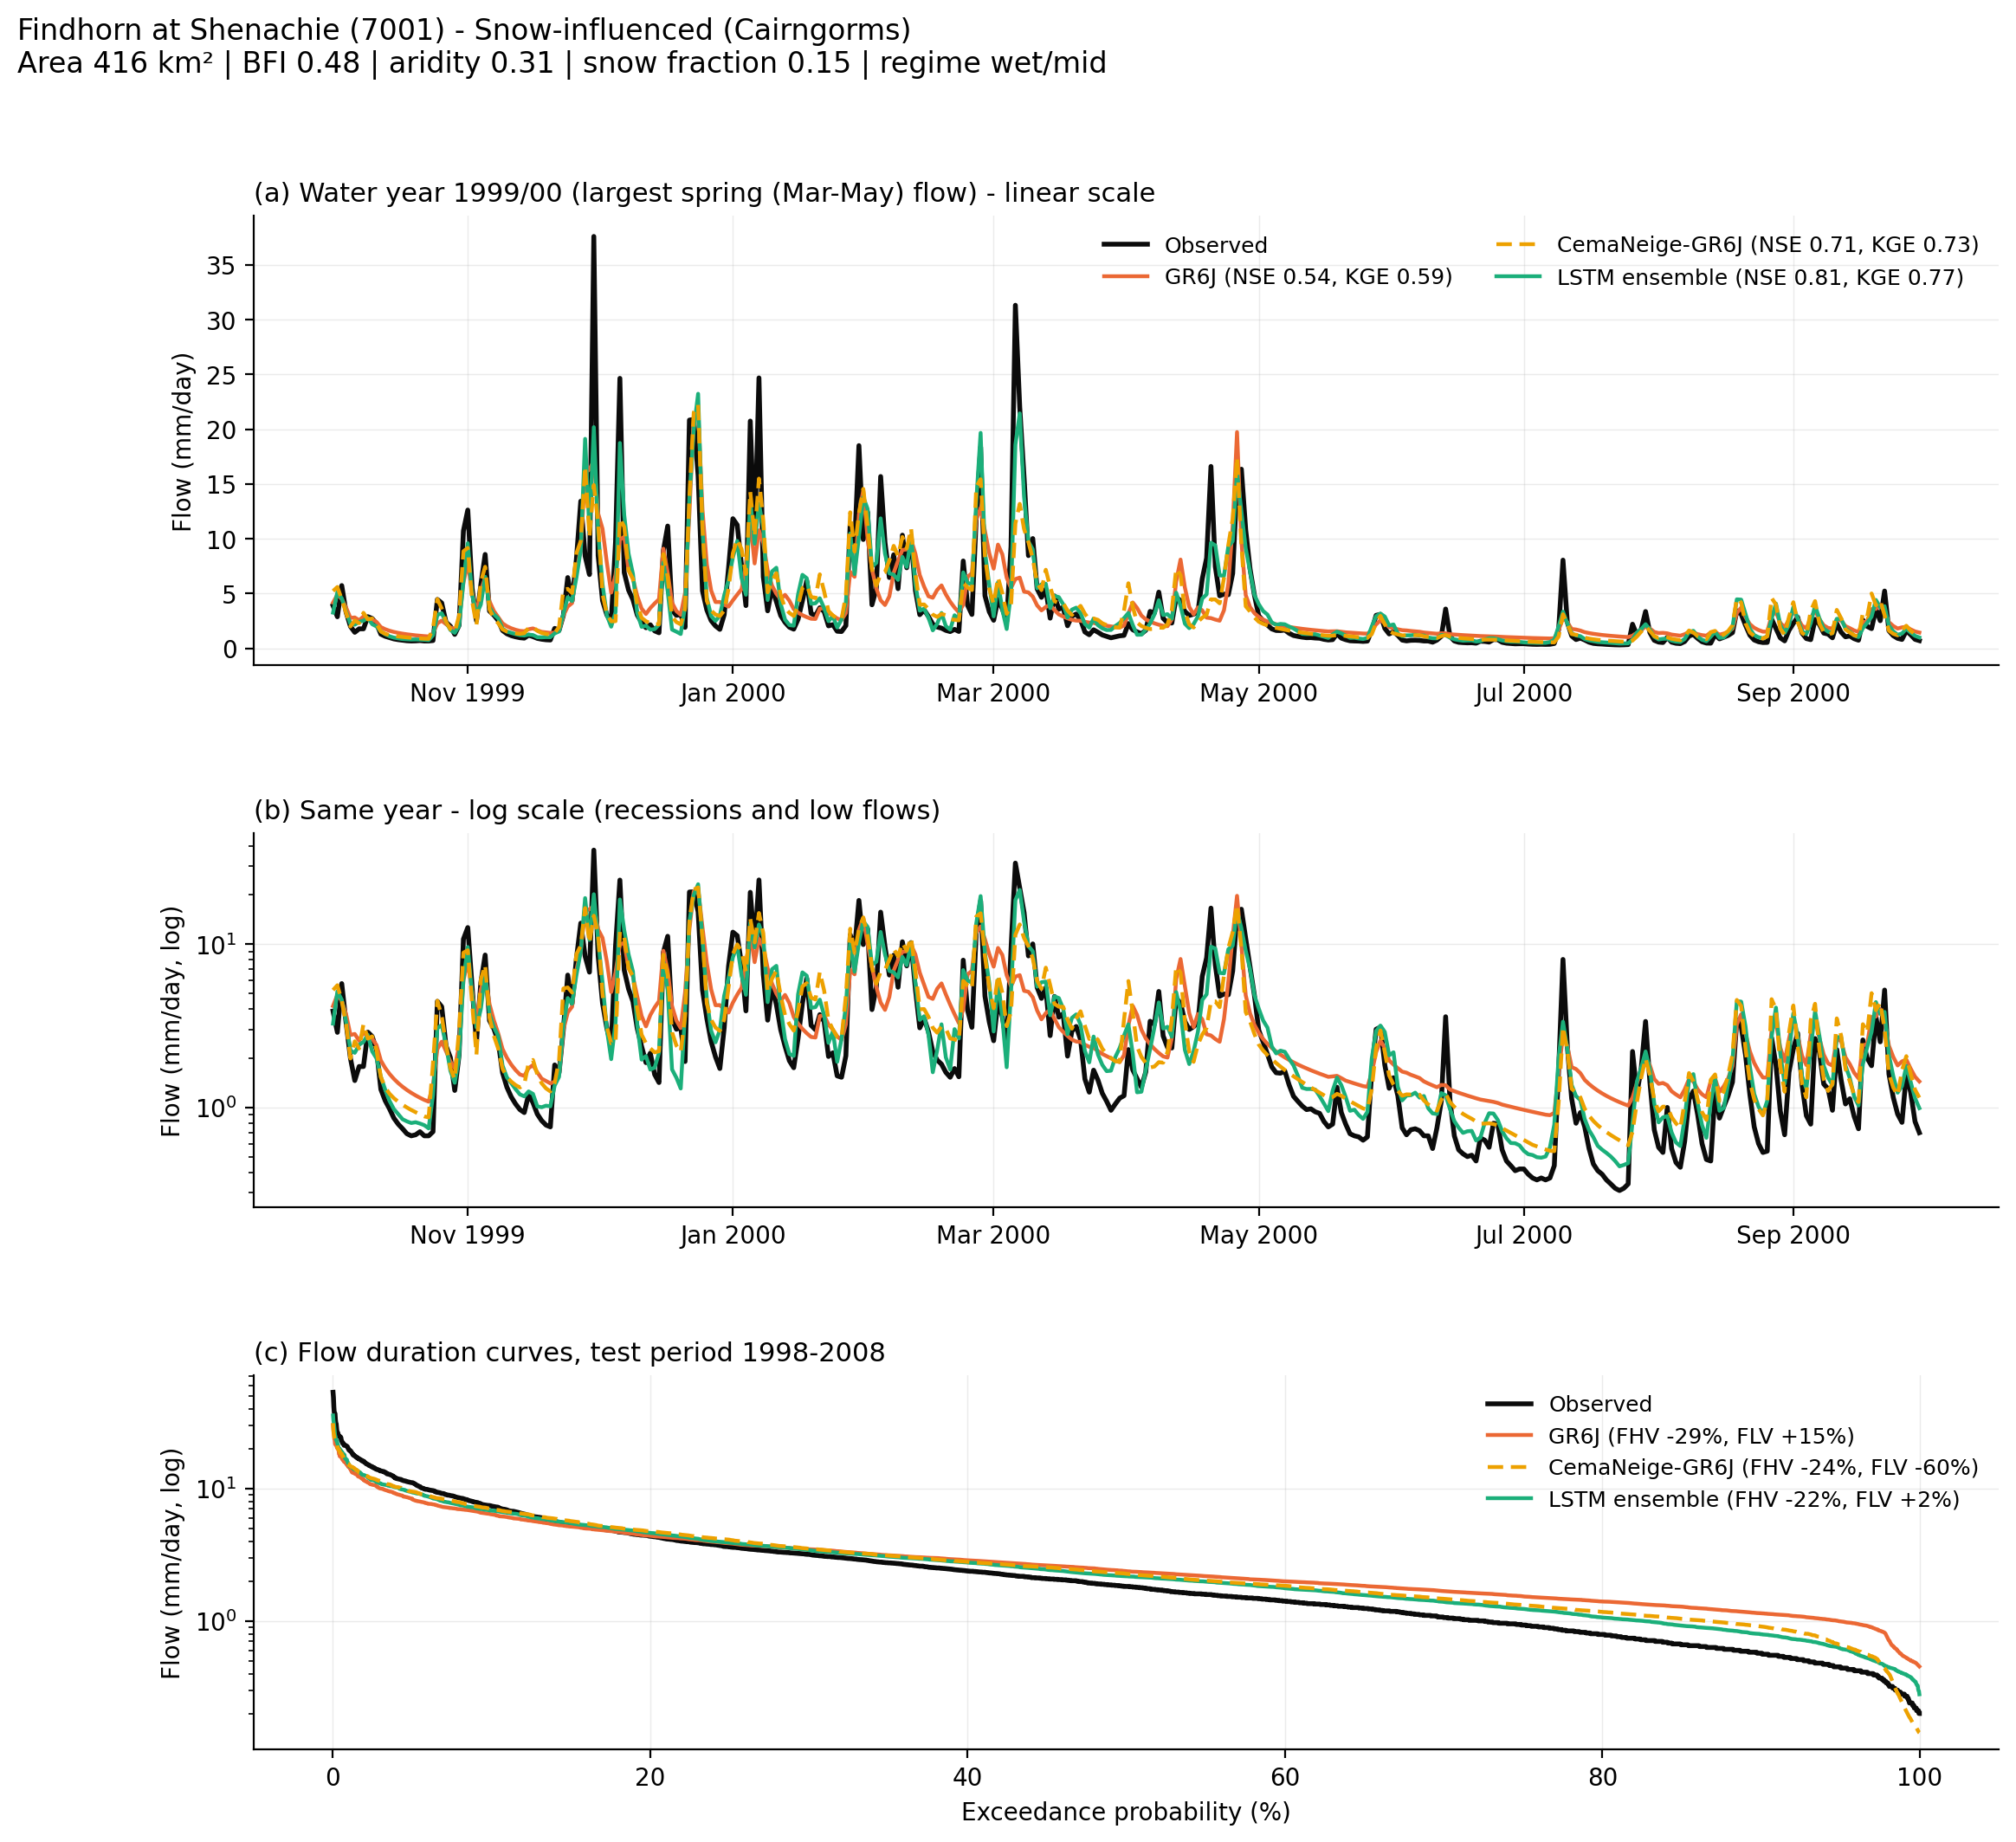 Findhorn at Shenachie (7001) - Snow-influenced (Cairngorms)
Area 416 km² | BFI 0.48 | aridity 0.31 | snow fraction 0.15 | regime wet/mid
(a) Water year 1999/00 (largest spring (Mar-May) flow) - linear scale
Observed
GR6J (NSE 0.54, KGE 0.59)
CemaNeige-GR6J (NSE 0.71, KGE 0.73)
LSTM ensemble (NSE 0.81, KGE 0.77)
Flow (mm/day)
35
30
25
20
15
10
5
0
Nov 1999 Jan 2000 Mar 2000 May 2000 Jul 2000 Sep 2000
(b) Same year - log scale (recessions and low flows)
Flow (mm/day, log)
10¹
10⁰
Nov 1999 Jan 2000 Mar 2000 May 2000 Jul 2000 Sep 2000
(c) Flow duration curves, test period 1998-2008
Observed
GR6J (FHV -29%, FLV +15%)
CemaNeige-GR6J (FHV -24%, FLV -60%)
LSTM ensemble (FHV -22%, FLV +2%)
Flow (mm/day, log)
10¹
10⁰
0 20 40 60 80 100
Exceedance probability (%)